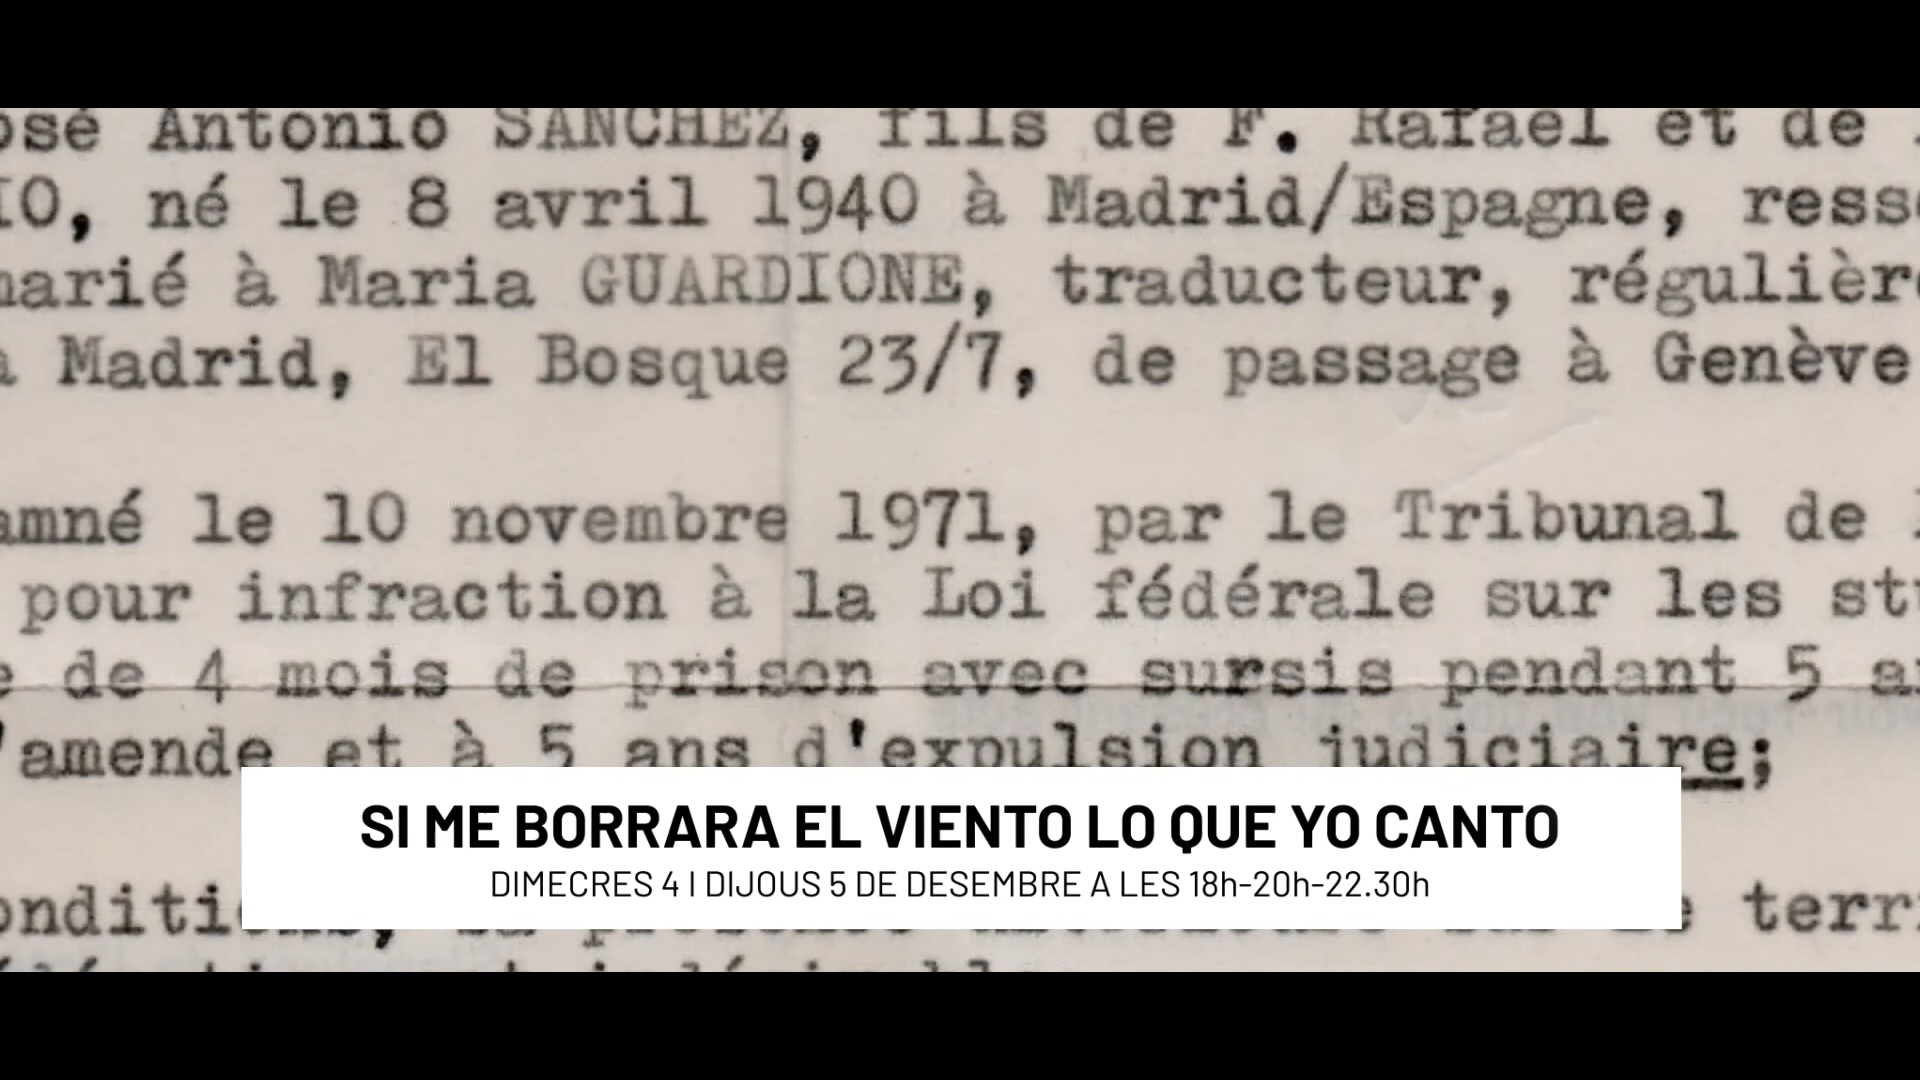 osé Antonio SANCHEZ, fils de F. Rafael et de
IO, né le 8 avril 1940 à Madrid/Espagne, ress
marié à Maria GUARDIONE, traducteur, régulière
à Madrid, El Bosque 23/7, de passage à Genève
amné le 10 novembre 1971, par le Tribunal de
pour infraction à la Loi fédérale sur les st
e de 4 mois de prison avec sursis pendant 5 a
'amende et à 5 ans d'expulsion judiciaire;
SI ME BORRARA EL VIENTO LO QUE YO CANTO
DIMECRES 4 I DIJOUS 5 DE DESEMBRE A LES 18h-20h-22.30h
onditi e terr